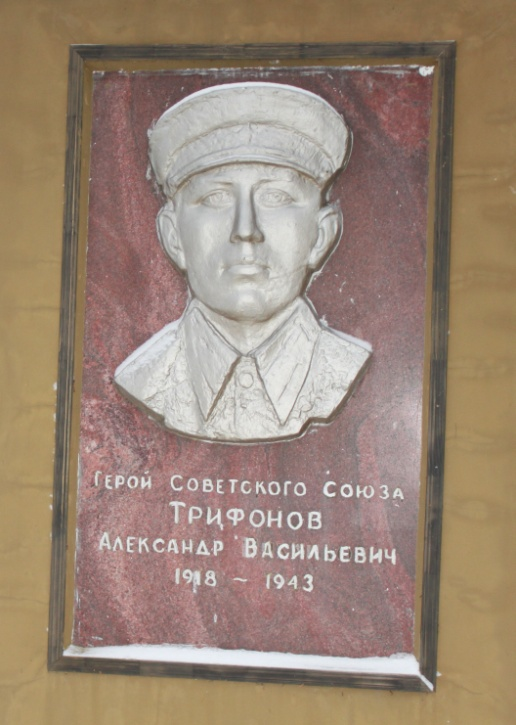 Герой Советского Союза
Трифонов
Александр Васильевич
1918 – 1943